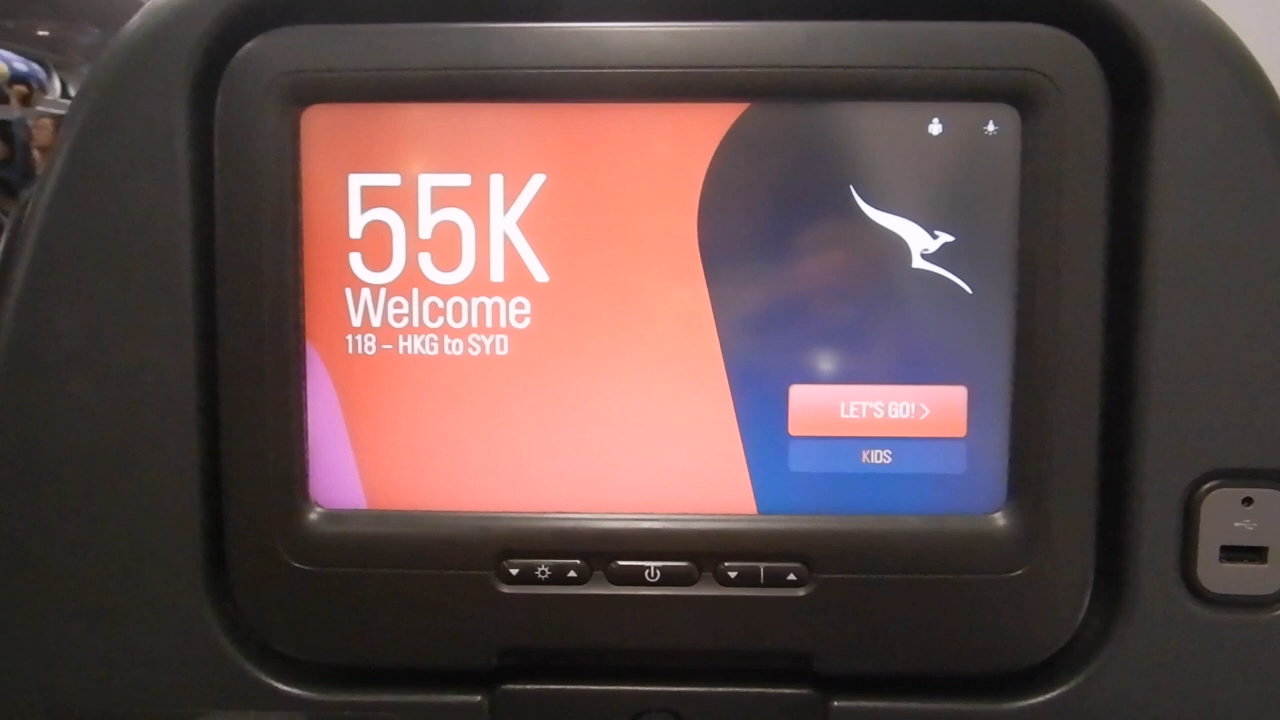 55K
Welcome
118 – HKG to SYD
LET'S GO! >
KIDS